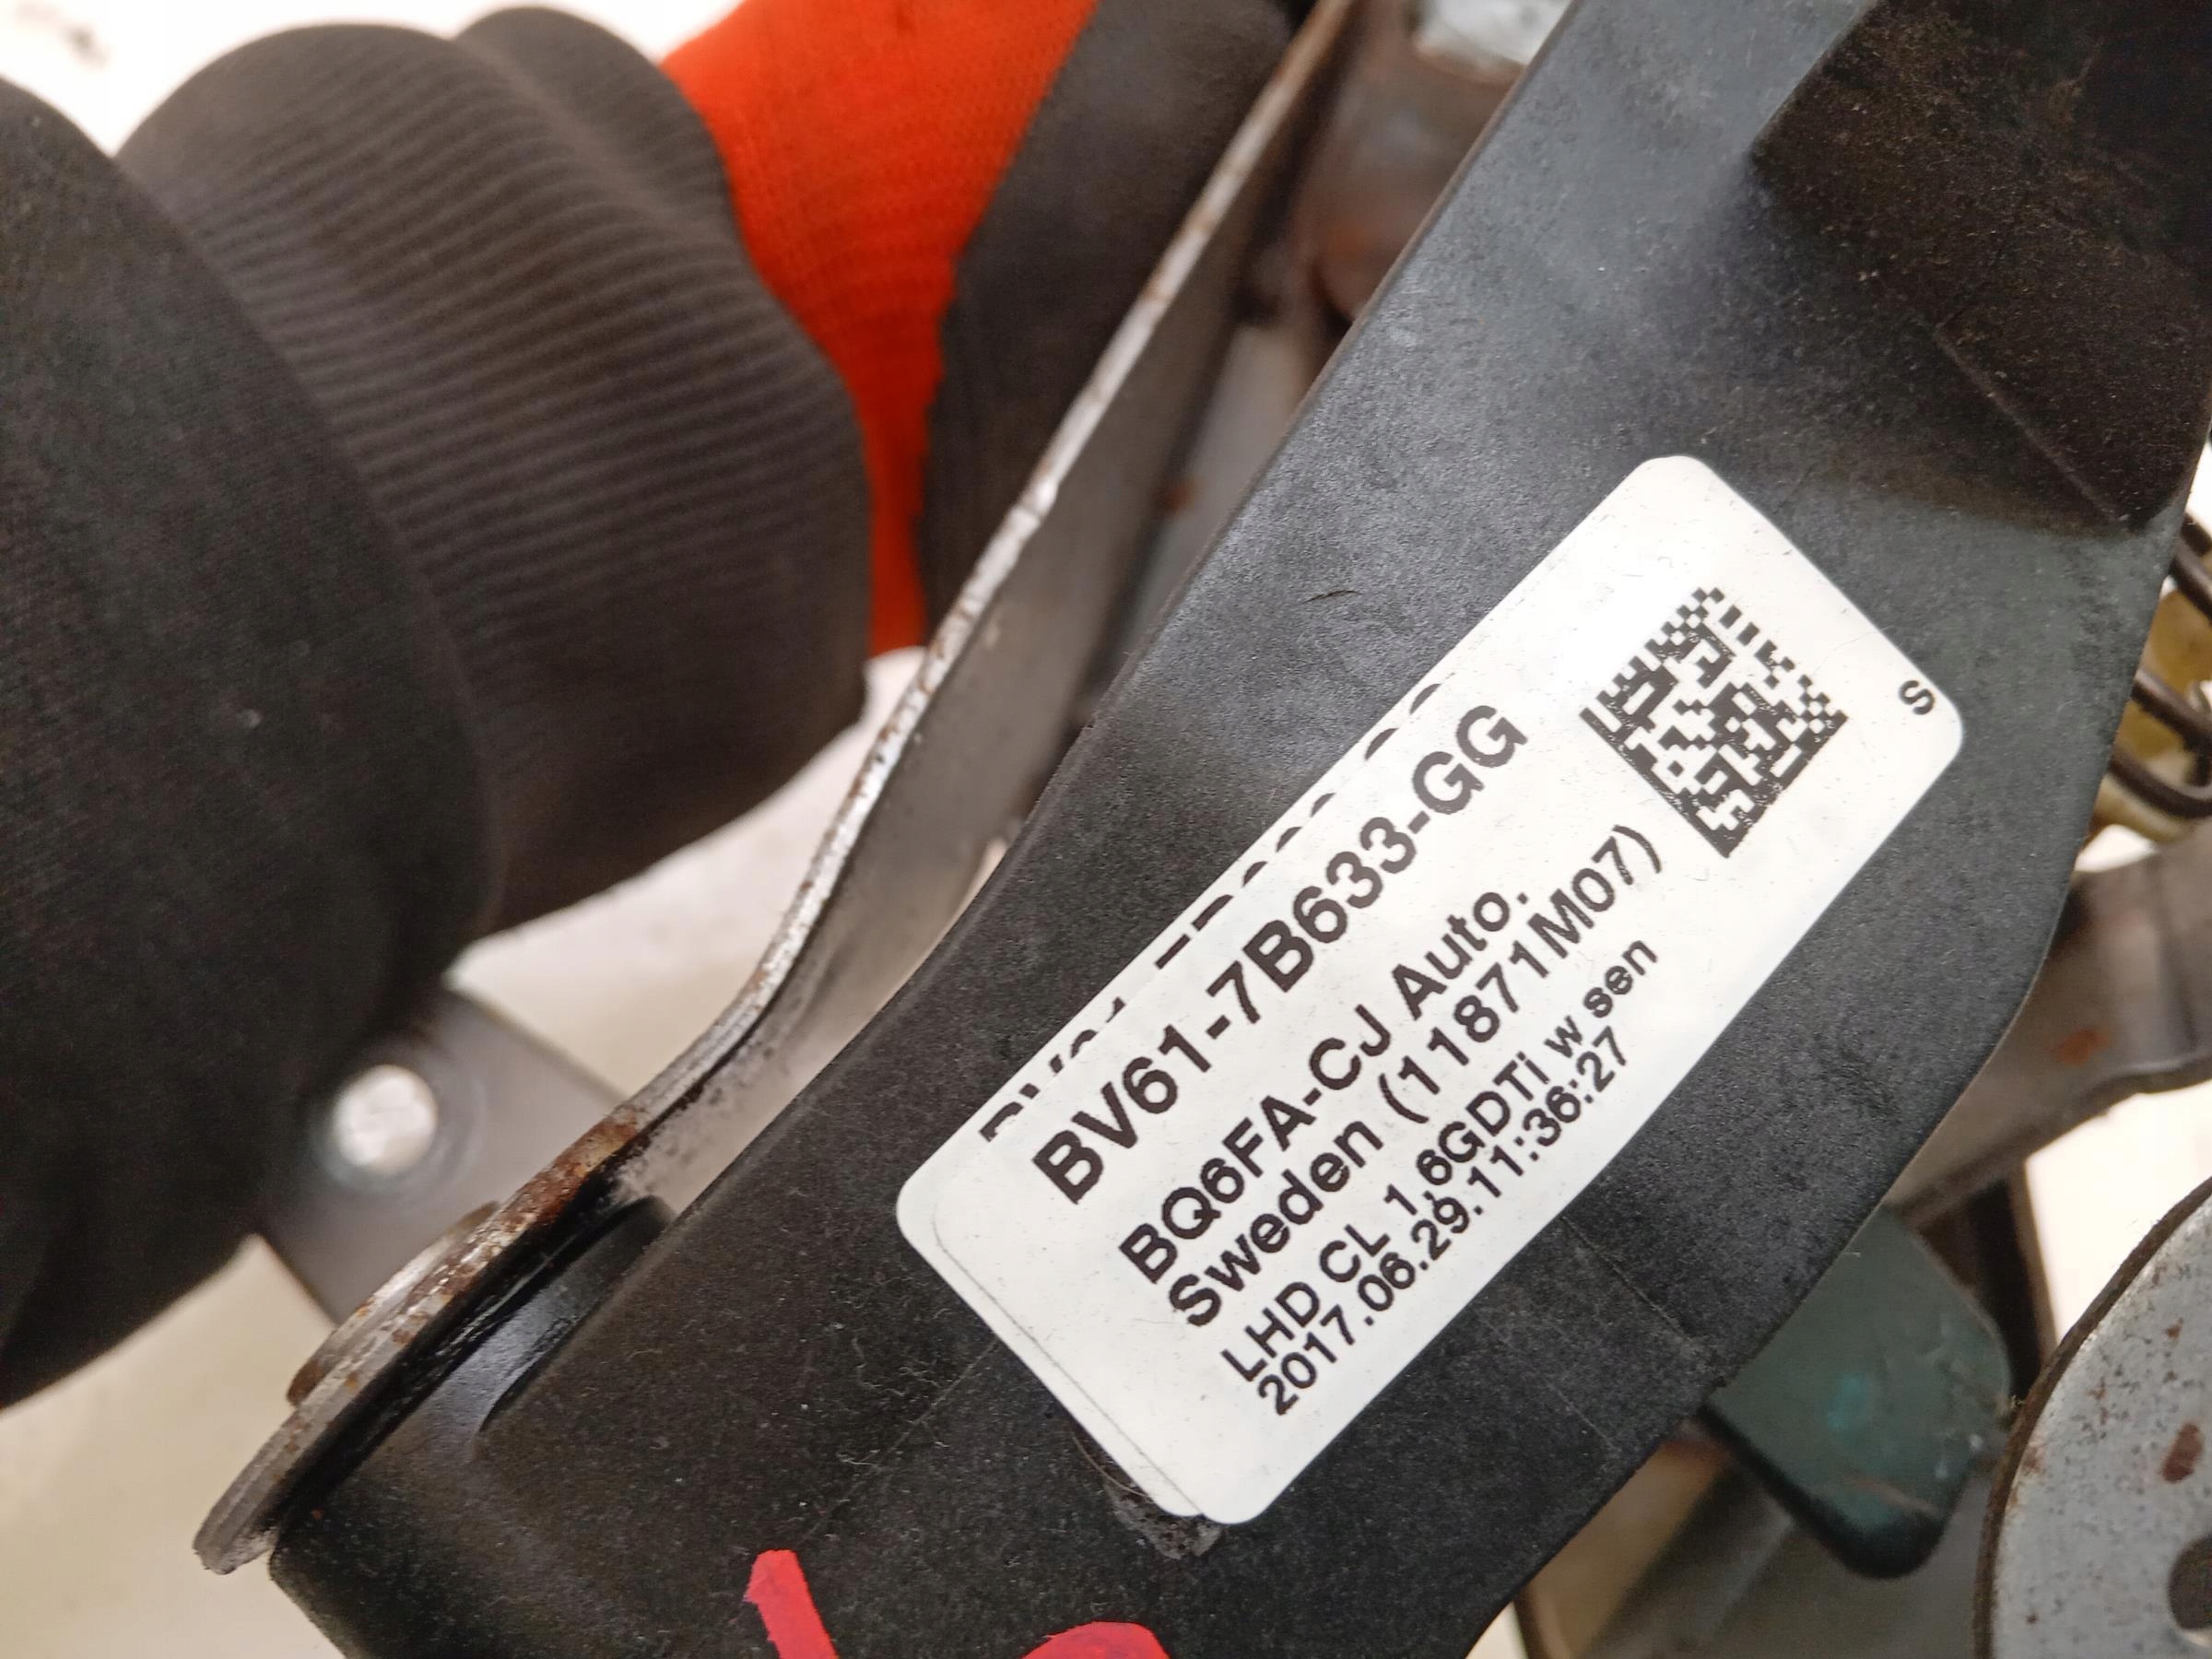 BV61-7B633-GG
BQ6FA-CJ Auto.
Sweden (11871M07)
LHD CL 1,6GDTi w sen
2017.06.29.11:36:27
S